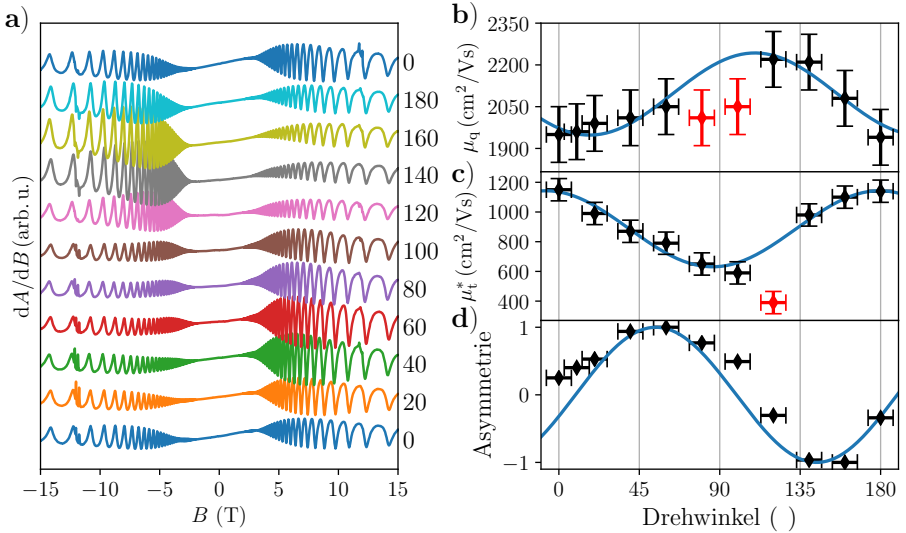 a)
0
180
160
140
120
100
80
60
40
20
0
dA/dB (arb. u.)
−15 −10 −5 0 5 10 15
B (T)
b)
2350
2200
2050
1900
μq (cm²/Vs)
c)
1200
1000
800
600
400
μt* (cm²/Vs)
d)
1
0
−1
Asymmetrie
0 45 90 135 180
Drehwinkel ( )